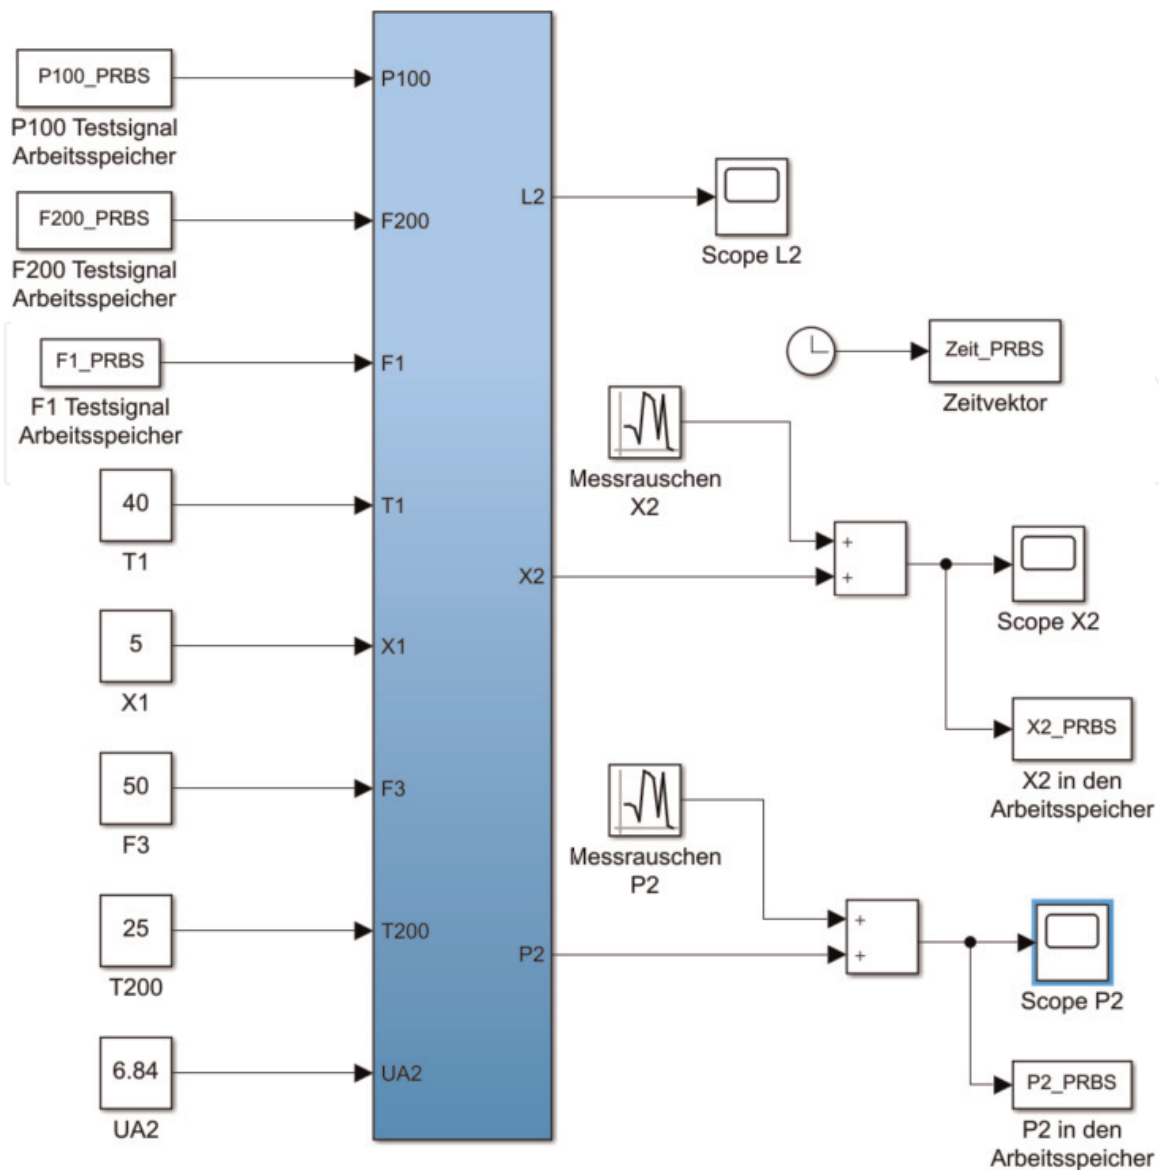 P100_PRBS
P100 Testsignal
Arbeitsspeicher
F200_PRBS
F200 Testsignal
Arbeitsspeicher
F1_PRBS
F1 Testsignal
Arbeitsspeicher
40
T1
5
X1
50
F3
25
T200
6.84
UA2
P100
F200
F1
T1
X1
F3
T200
UA2
L2
X2
P2
Scope L2
Zeit_PRBS
Zeitvektor
Messrauschen
X2
+
+
Scope X2
X2_PRBS
X2 in den
Arbeitsspeicher
Messrauschen
P2
+
+
Scope P2
P2_PRBS
P2 in den
Arbeitsspeicher